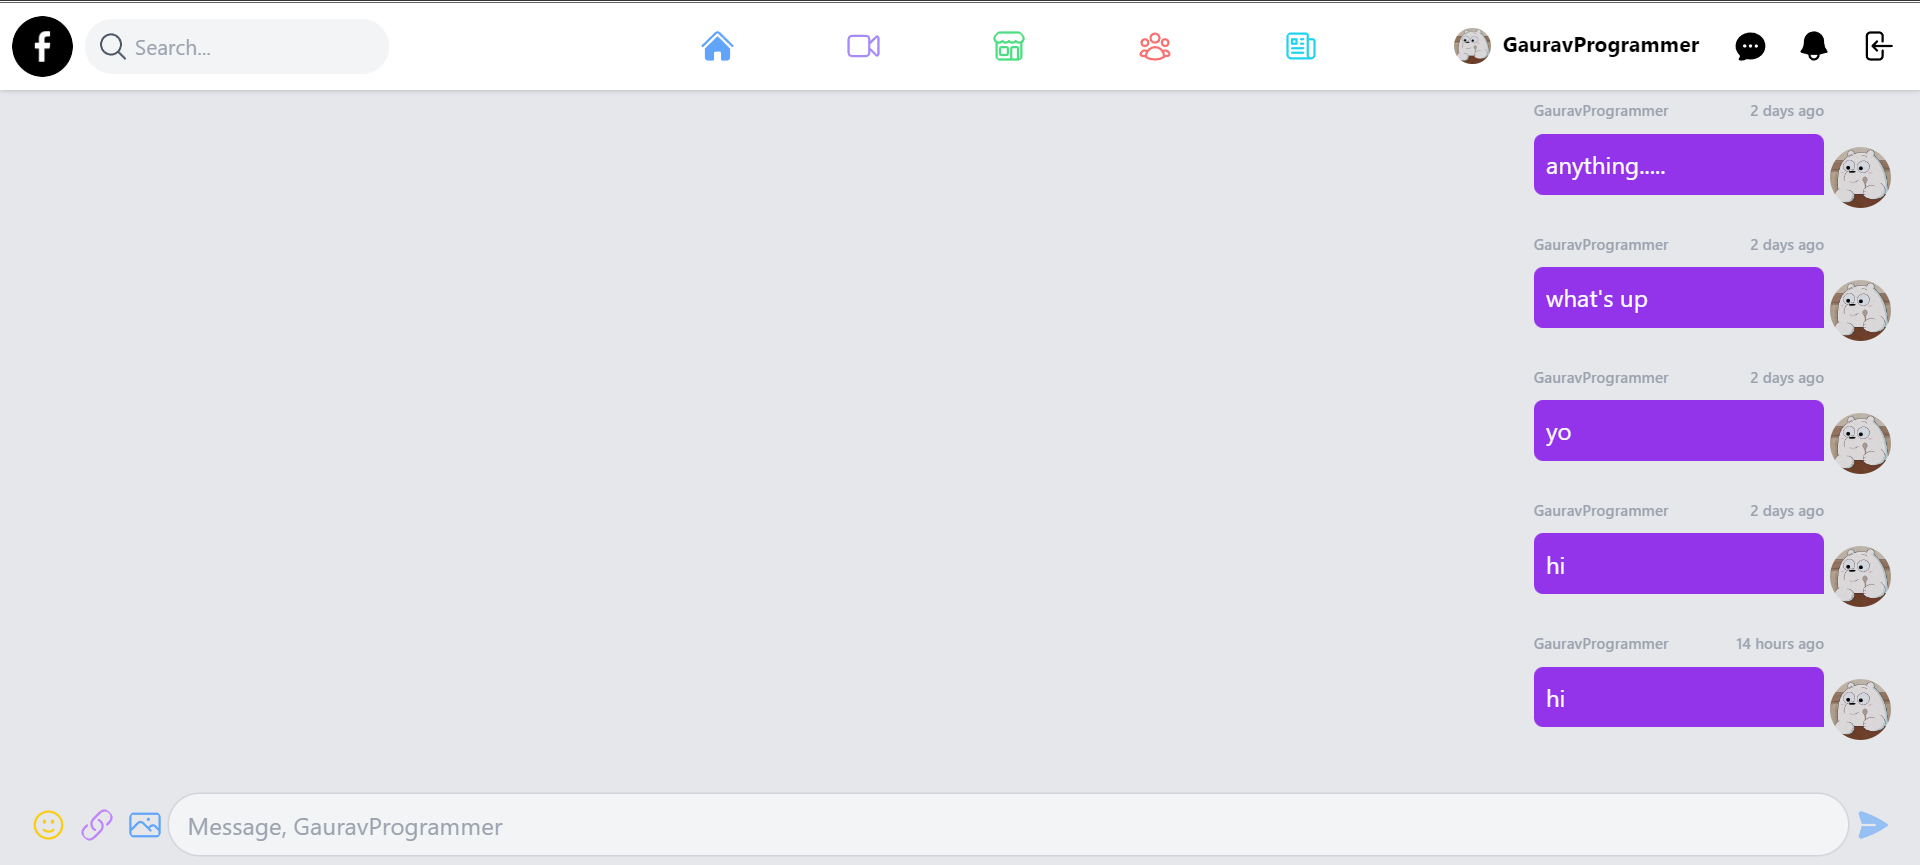 Search...
GauravProgrammer
GauravProgrammer 2 days ago
anything.....
GauravProgrammer 2 days ago
what's up
GauravProgrammer 2 days ago
yo
GauravProgrammer 2 days ago
hi
GauravProgrammer 14 hours ago
hi
Message, GauravProgrammer